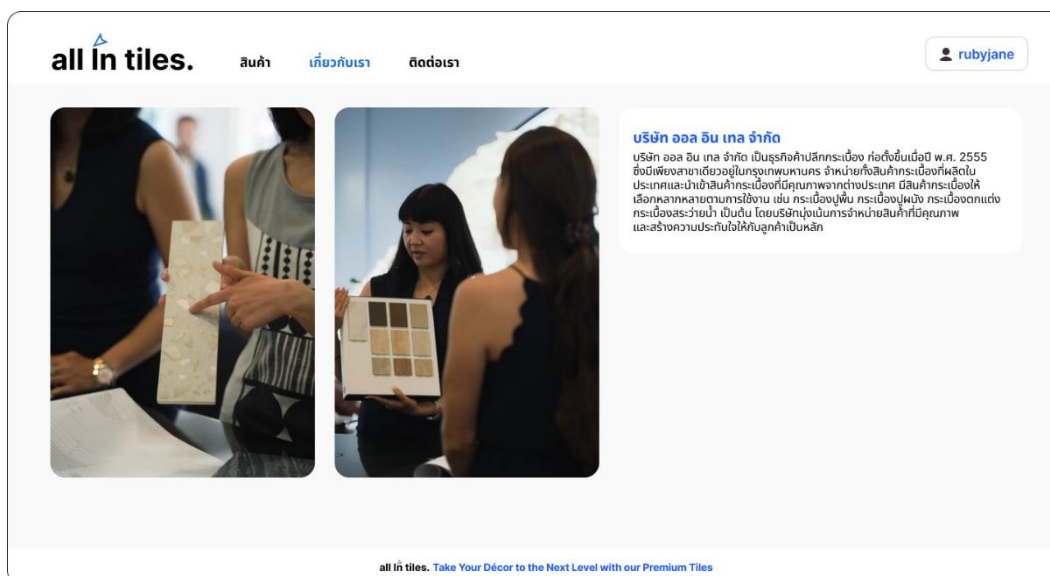 all in tiles.
สินค้า
เกี่ยวกับเรา
ติดต่อเรา
rubyjane
บริษัท ออล อิน เทล จำกัด
บริษัท ออล อิน เทล จำกัด เป็นธุรกิจค้าปลีกกระเบื้อง ก่อตั้งขึ้นเมื่อปี พ.ศ. 2555
ซึ่งมีเพียงสาขาเดียวอยู่ในกรุงเทพมหานคร จำหน่ายทั้งสินค้ากระเบื้องที่ผลิตใน
ประเทศและนำเข้าสินค้ากระเบื้องที่มีคุณภาพจากต่างประเทศ มีสินค้ากระเบื้องให้
เลือกหลากหลายตามการใช้งาน เช่น กระเบื้องปูพื้น กระเบื้องปูผนัง กระเบื้องตกแต่ง
กระเบื้องสระว่ายน้ำ เป็นต้น โดยบริษัทมุ่งเน้นการจำหน่ายสินค้าที่มีคุณภาพ
และสร้างความประทับใจให้กับลูกค้าเป็นหลัก
all in tiles. Take Your Décor to the Next Level with our Premium Tiles